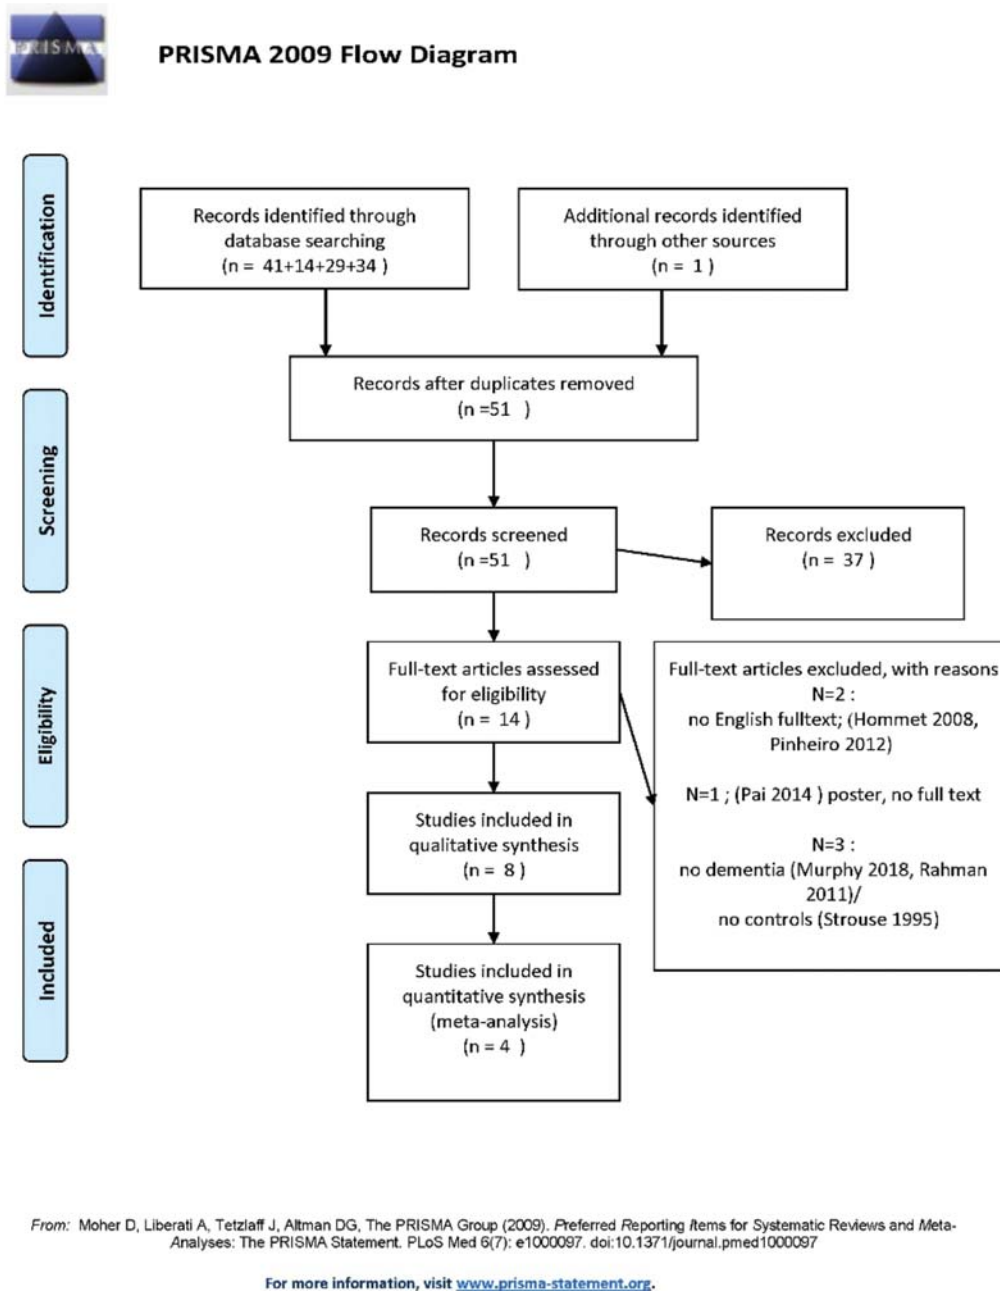 PRISMA
PRISMA 2009 Flow Diagram
Identification
Records identified through
database searching
(n = 41+14+29+34 )
Additional records identified
through other sources
(n = 1 )
Records after duplicates removed
(n =51 )
Screening
Records screened
(n =51 )
Records excluded
(n = 37 )
Eligibility
Full-text articles assessed
for eligibility
(n = 14 )
Full-text articles excluded, with reasons
N=2 :
no English fulltext; (Hommet 2008,
Pinheiro 2012)
N=1 ; (Pai 2014 ) poster, no full text
N=3 :
no dementia (Murphy 2018, Rahman
2011)/
no controls (Strouse 1995)
Studies included in
qualitative synthesis
(n = 8 )
Included
Studies included in
quantitative synthesis
(meta-analysis)
(n = 4 )
From: Moher D, Liberati A, Tetzlaff J, Altman DG, The PRISMA Group (2009). Preferred Reporting Items for Systematic Reviews and Meta-
Analyses: The PRISMA Statement. PLoS Med 6(7): e1000097. doi:10.1371/journal.pmed1000097
For more information, visit www.prisma-statement.org.